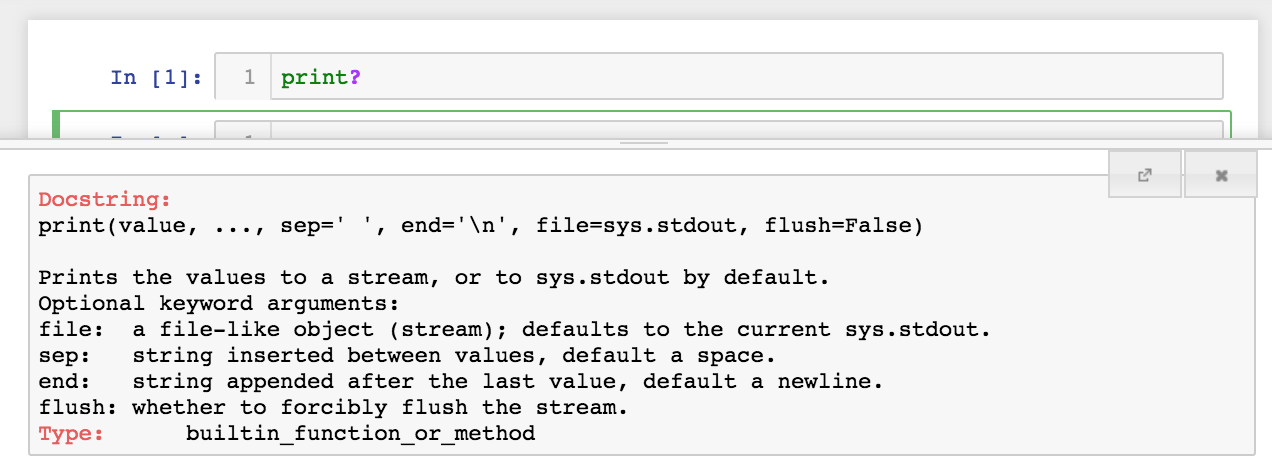 In [1]: 1 print?
Docstring:
print(value, ..., sep=' ', end='\n', file=sys.stdout, flush=False)
Prints the values to a stream, or to sys.stdout by default.
Optional keyword arguments:
file:  a file-like object (stream); defaults to the current sys.stdout.
sep:   string inserted between values, default a space.
end:   string appended after the last value, default a newline.
flush: whether to forcibly flush the stream.
Type:      builtin_function_or_method